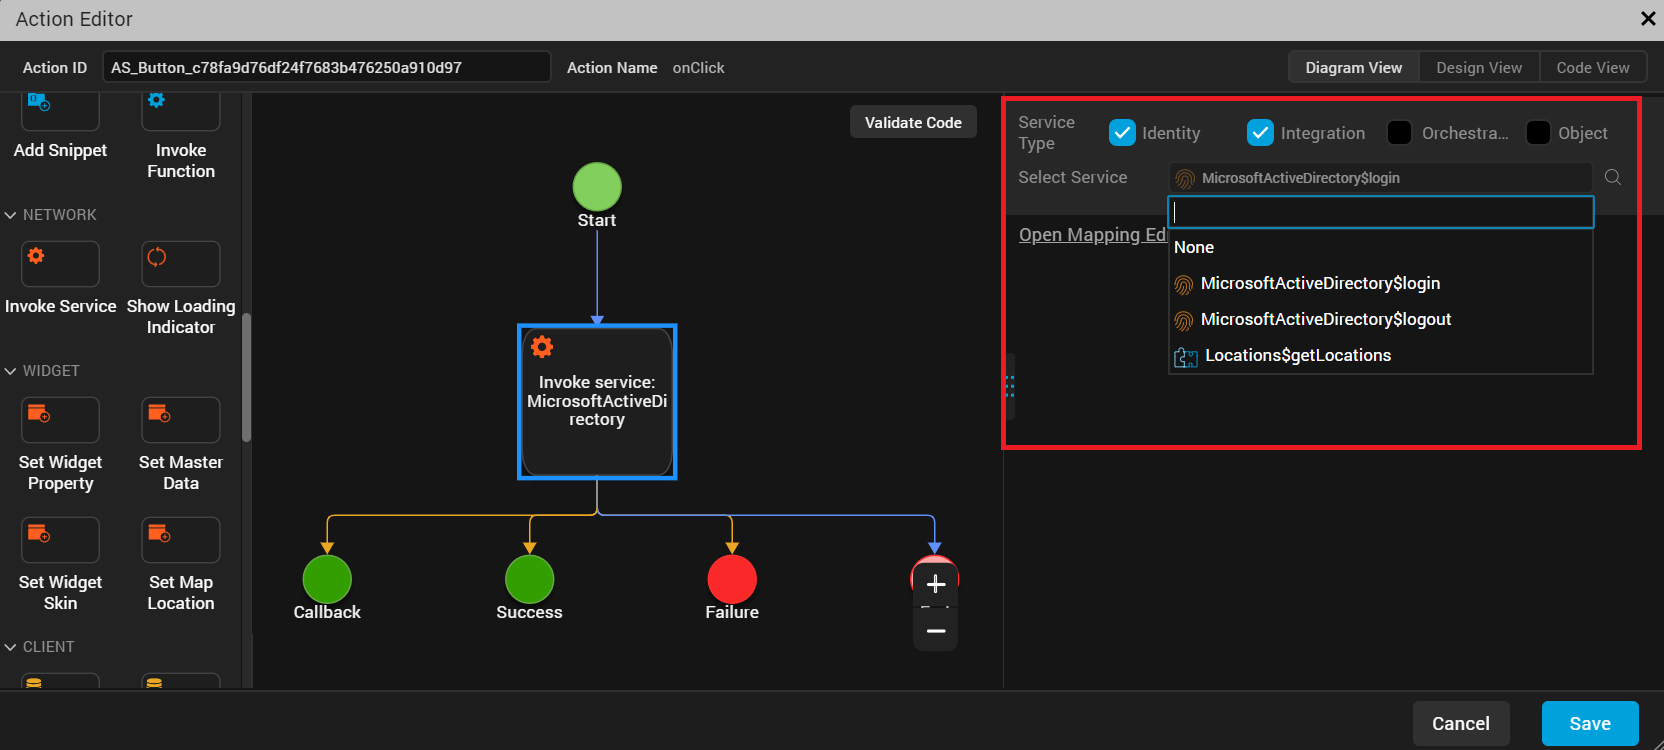 Action Editor
Action ID AS_Button_c78fa9d76df24f7683b476250a910d97 Action Name onClick Diagram View Design View Code View
Add Snippet
Invoke
Function
NETWORK
Invoke Service
Show Loading
Indicator
WIDGET
Set Widget
Property
Set Master
Data
Set Widget
Skin
Set Map
Location
CLIENT
Validate Code
Start
Invoke service:
MicrosoftActiveDi
rectory
Callback
Success
Failure
Service
Type
Identity Integration Orchestra... Object
Select Service MicrosoftActiveDirectory$login
Open Mapping Ed
None
MicrosoftActiveDirectory$login
MicrosoftActiveDirectory$logout
Locations$getLocations
Cancel Save